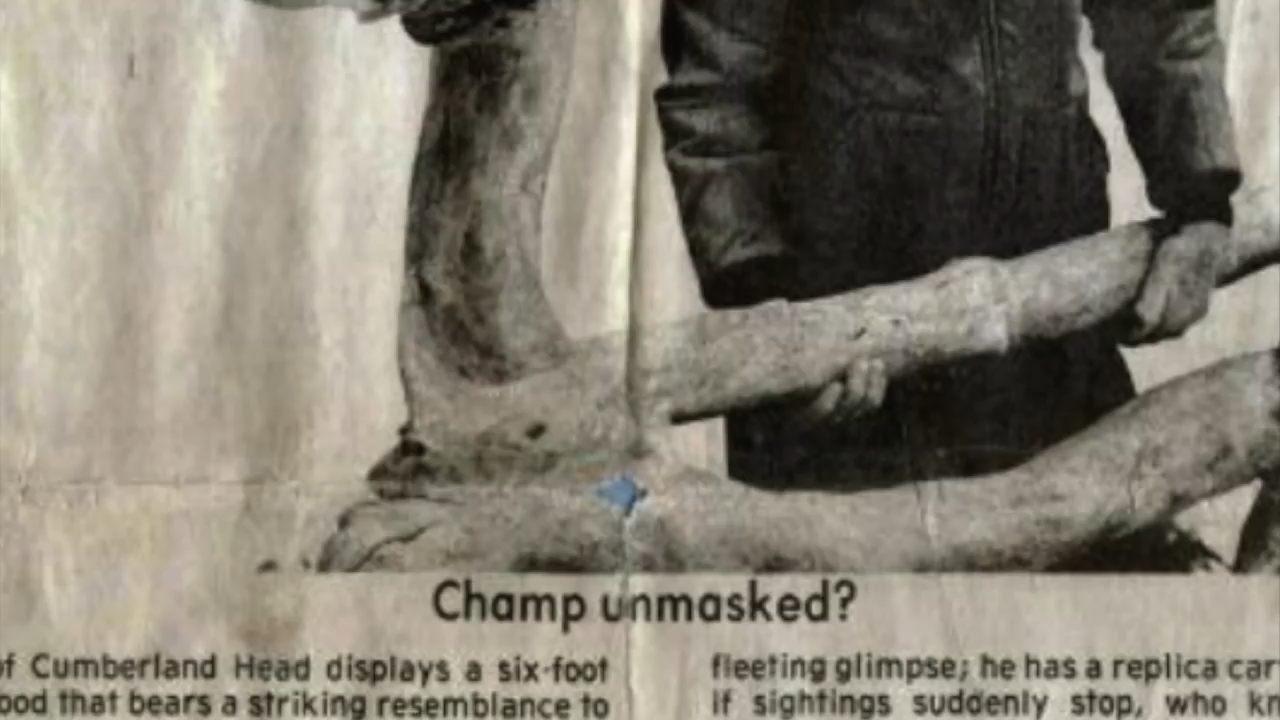 Champ unmasked?
of Cumberland Head displays a six-foot
ood that bears a striking resemblance to
fleeting glimpse; he has a replica car
If sightings suddenly stop, who kn